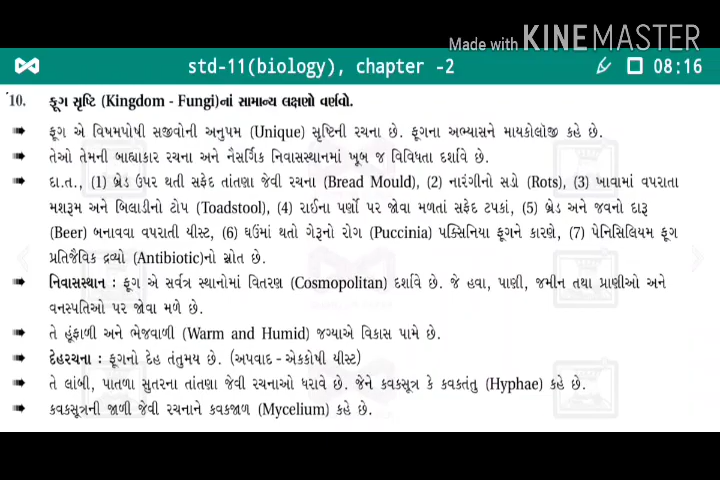 Made with KINEMASTER
std-11(biology), chapter -2
08:16
10. ફૂગ સૃષ્ટિ (Kingdom - Fungi)નાં સામાન્ય લક્ષણો વર્ણવો.
➠ ફૂગ એ વિષમપોષી સજીવોની અનુપમ (Unique) સૃષ્ટિની રચના છે. ફૂગના અભ્યાસને માયકોલૉજી કહે છે.
➠ તેઓ તેમની બાહ્યાકાર રચના અને નૈસર્ગિક નિવાસસ્થાનમાં ખૂબ જ વિવિધતા દર્શાવે છે.
➠ દા.ત., (1) બ્રેડ ઉપર થતી સફેદ તાંતણા જેવી રચના (Bread Mould), (2) નારંગીનો સડો (Rots), (3) ખાવામાં વપરાતા
મશરૂમ અને બિલાડીનો ટોપ (Toadstool), (4) રાઈના પર્ણો પર જોવા મળતાં સફેદ ટપકાં, (5) બ્રેડ અને જવનો દારૂ
(Beer) બનાવવા વપરાતી યીસ્ટ, (6) ઘઉંમાં થતો ગેરૂનો રોગ (Puccinia) પક્સિનિયા ફૂગને કારણે, (7) પેનિસિલિયમ ફૂગ
પ્રતિજૈવિક દ્રવ્યો (Antibiotic)નો સ્રોત છે.
➠ નિવાસસ્થાન : ફૂગ એ સર્વત્ર સ્થાનોમાં વિતરણ (Cosmopolitan) દર્શાવે છે. જે હવા, પાણી, જમીન તથા પ્રાણીઓ અને
વનસ્પતિઓ પર જોવા મળે છે.
➠ તે હૂંફાળી અને ભેજવાળી (Warm and Humid) જગ્યાએ વિકાસ પામે છે.
➠ દેહરચના : ફૂગનો દેહ તંતુમય છે. (અપવાદ - એકકોષી યીસ્ટ)
➠ તે લાંબી, પાતળા સુતરના તાંતણા જેવી રચનાઓ ધરાવે છે. જેને કવકસૂત્ર કે કવકતંતુ (Hyphae) કહે છે.
➠ કવકસૂત્રની જાળી જેવી રચનાને કવકજાળ (Mycelium) કહે છે.